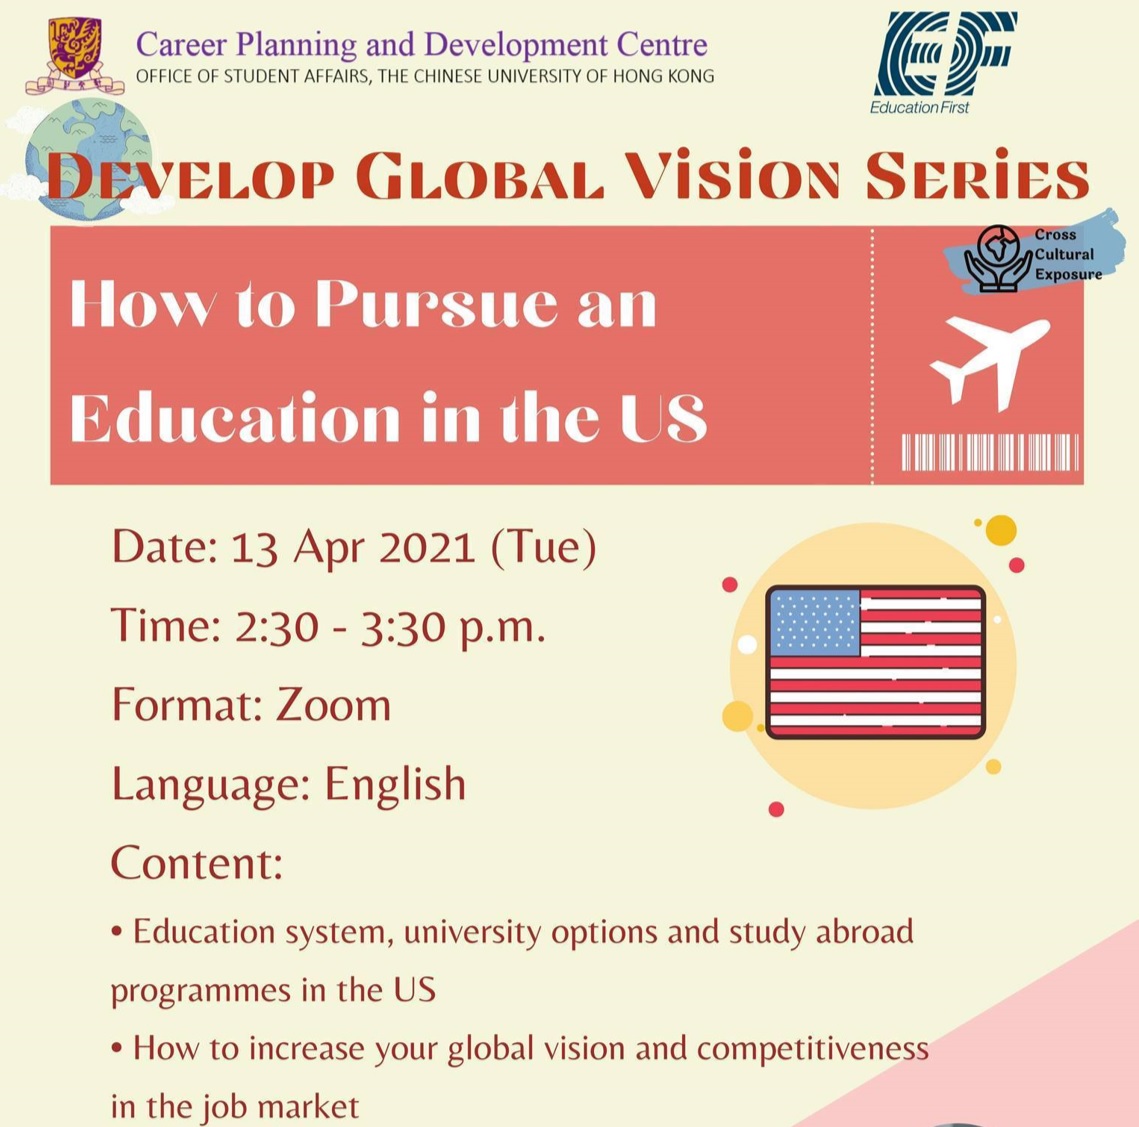 Career Planning and Development Centre
OFFICE OF STUDENT AFFAIRS, THE CHINESE UNIVERSITY OF HONG KONG
EF
Education First
DEVELOP GLOBAL VISION SERIES
Cross
Cultural
Exposure
How to Pursue an
Education in the US
Date: 13 Apr 2021 (Tue)
Time: 2:30 - 3:30 p.m.
Format: Zoom
Language: English
Content:
• Education system, university options and study abroad
programmes in the US
• How to increase your global vision and competitiveness
in the job market